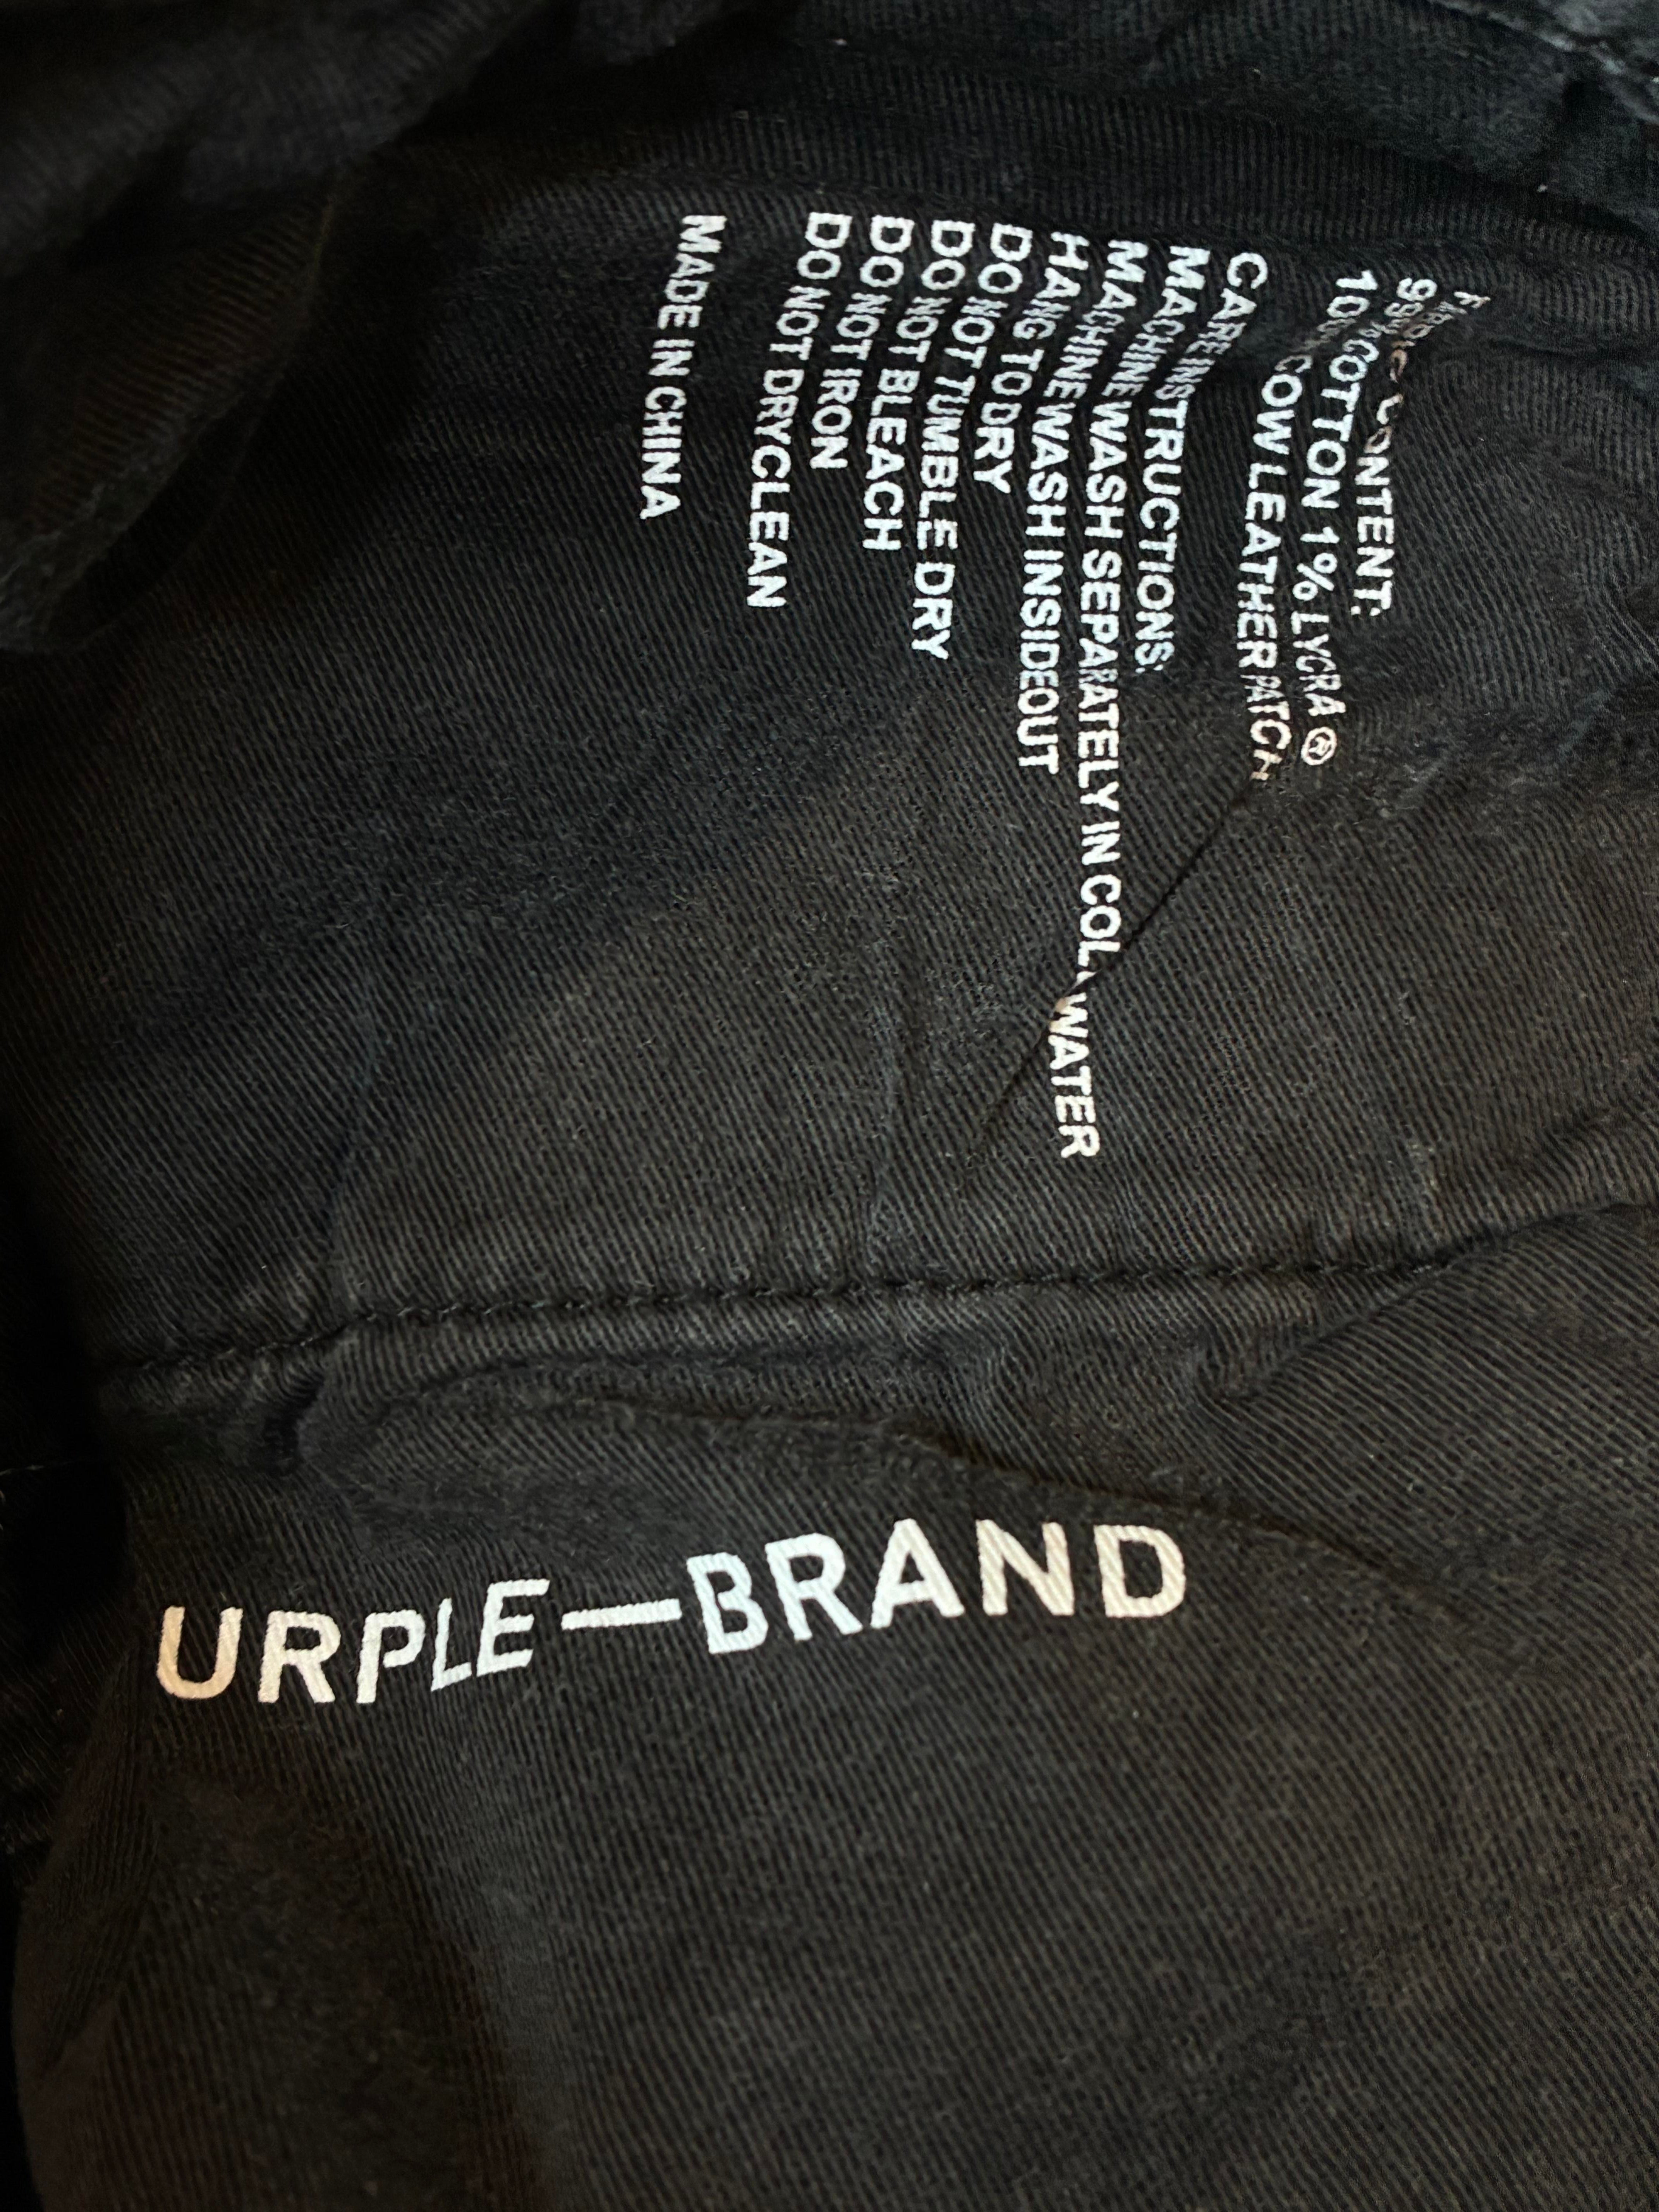 FABRIC CONTENT:
99% COTTON 1% LYCRA®
100% COW LEATHER PATCH
CARE INSTRUCTIONS:
MACHINE WASH SEPARATELY IN COLD WATER
MACHINE WASH INSIDEOUT
HANG TO DRY
DO NOT TUMBLE DRY
DO NOT BLEACH
DO NOT IRON
DO NOT DRYCLEAN
MADE IN CHINA
URPLE—BRAND